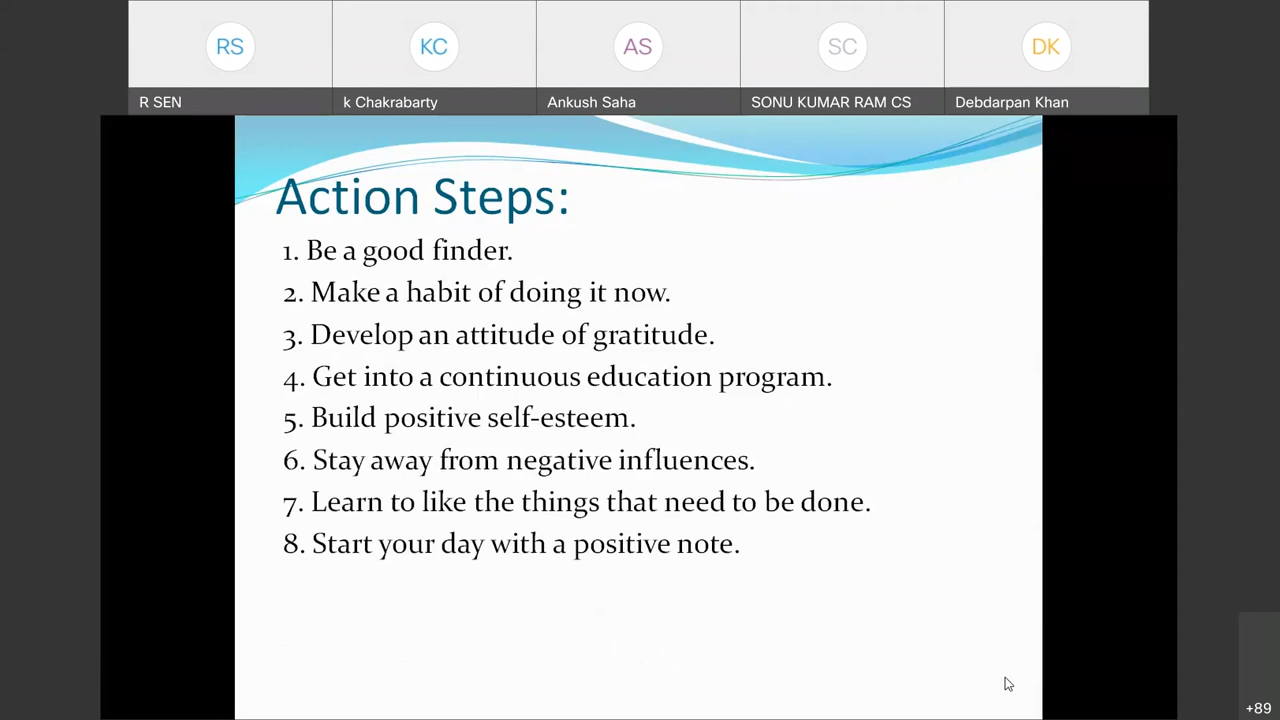 RS KC AS SC DK
R SEN k Chakrabarty Ankush Saha SONU KUMAR RAM CS Debdarpan Khan
Action Steps:
1. Be a good finder.
2. Make a habit of doing it now.
3. Develop an attitude of gratitude.
4. Get into a continuous education program.
5. Build positive self-esteem.
6. Stay away from negative influences.
7. Learn to like the things that need to be done.
8. Start your day with a positive note.
+89